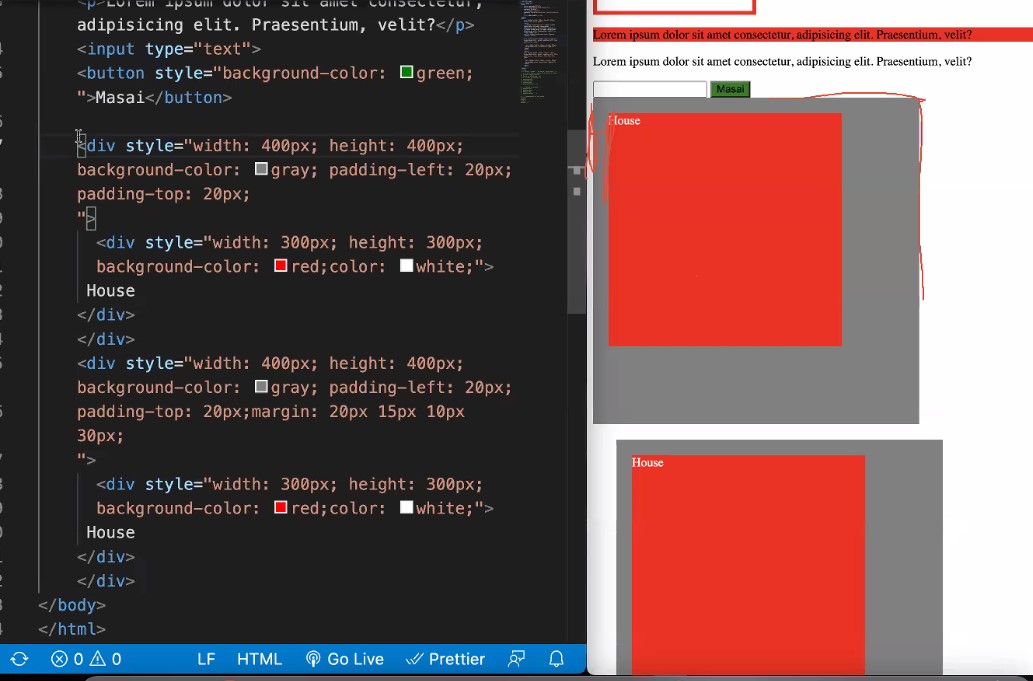 <p>Lorem ipsum dolor sit amet consectetur,
adipisicing elit. Praesentium, velit?</p>
<input type="text">
<button style="background-color: green;
">Masai</button>
<div style="width: 400px; height: 400px;
background-color: gray; padding-left: 20px;
padding-top: 20px;
">
<div style="width: 300px; height: 300px;
background-color: red;color: white;">
House
</div>
</div>
<div style="width: 400px; height: 400px;
background-color: gray; padding-left: 20px;
padding-top: 20px;margin: 20px 15px 10px
30px;
">
<div style="width: 300px; height: 300px;
background-color: red;color: white;">
House
</div>
</div>
</body>
</html>
0 0 LF HTML Go Live Prettier
Lorem ipsum dolor sit amet consectetur, adipisicing elit. Praesentium, velit?
Lorem ipsum dolor sit amet consectetur, adipisicing elit. Praesentium, velit?
Masai
House
House